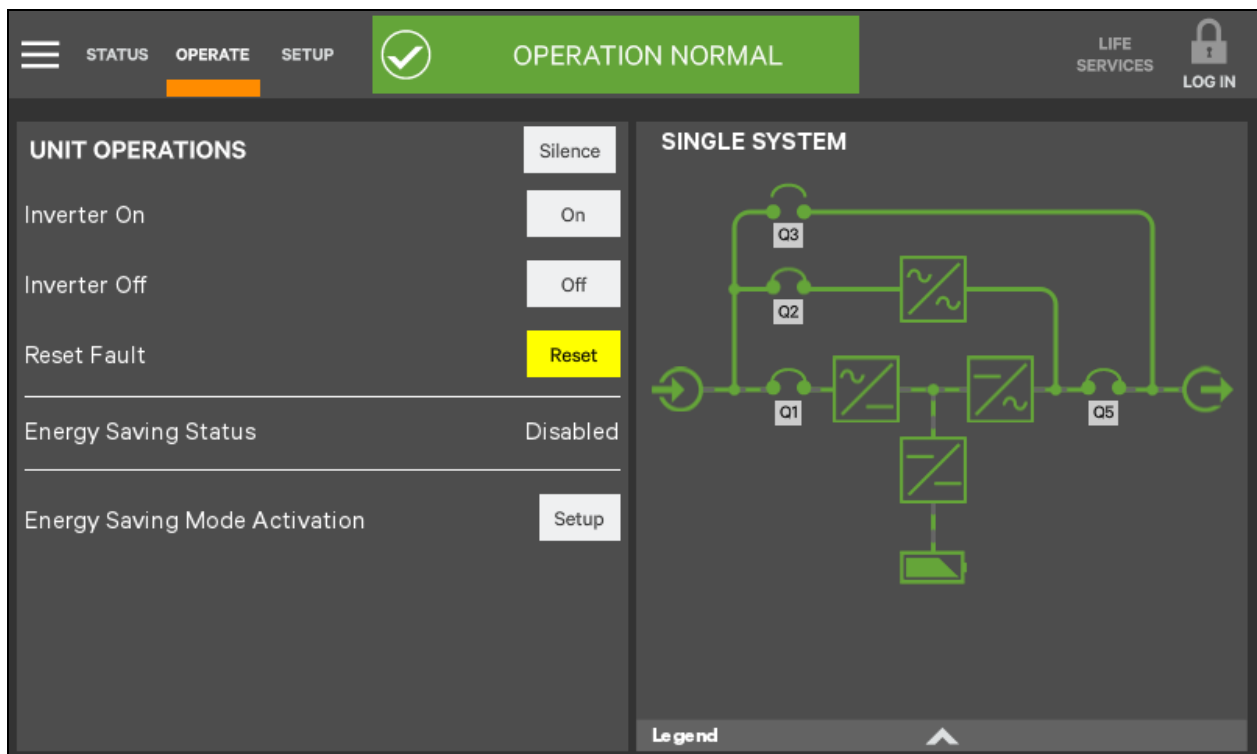 STATUS OPERATE SETUP OPERATION NORMAL LIFE SERVICES LOG IN
UNIT OPERATIONS Silence
Inverter On On
Inverter Off Off
Reset Fault Reset
Energy Saving Status Disabled
Energy Saving Mode Activation Setup
SINGLE SYSTEM
Q3
Q2
Q1 Q5
Legend